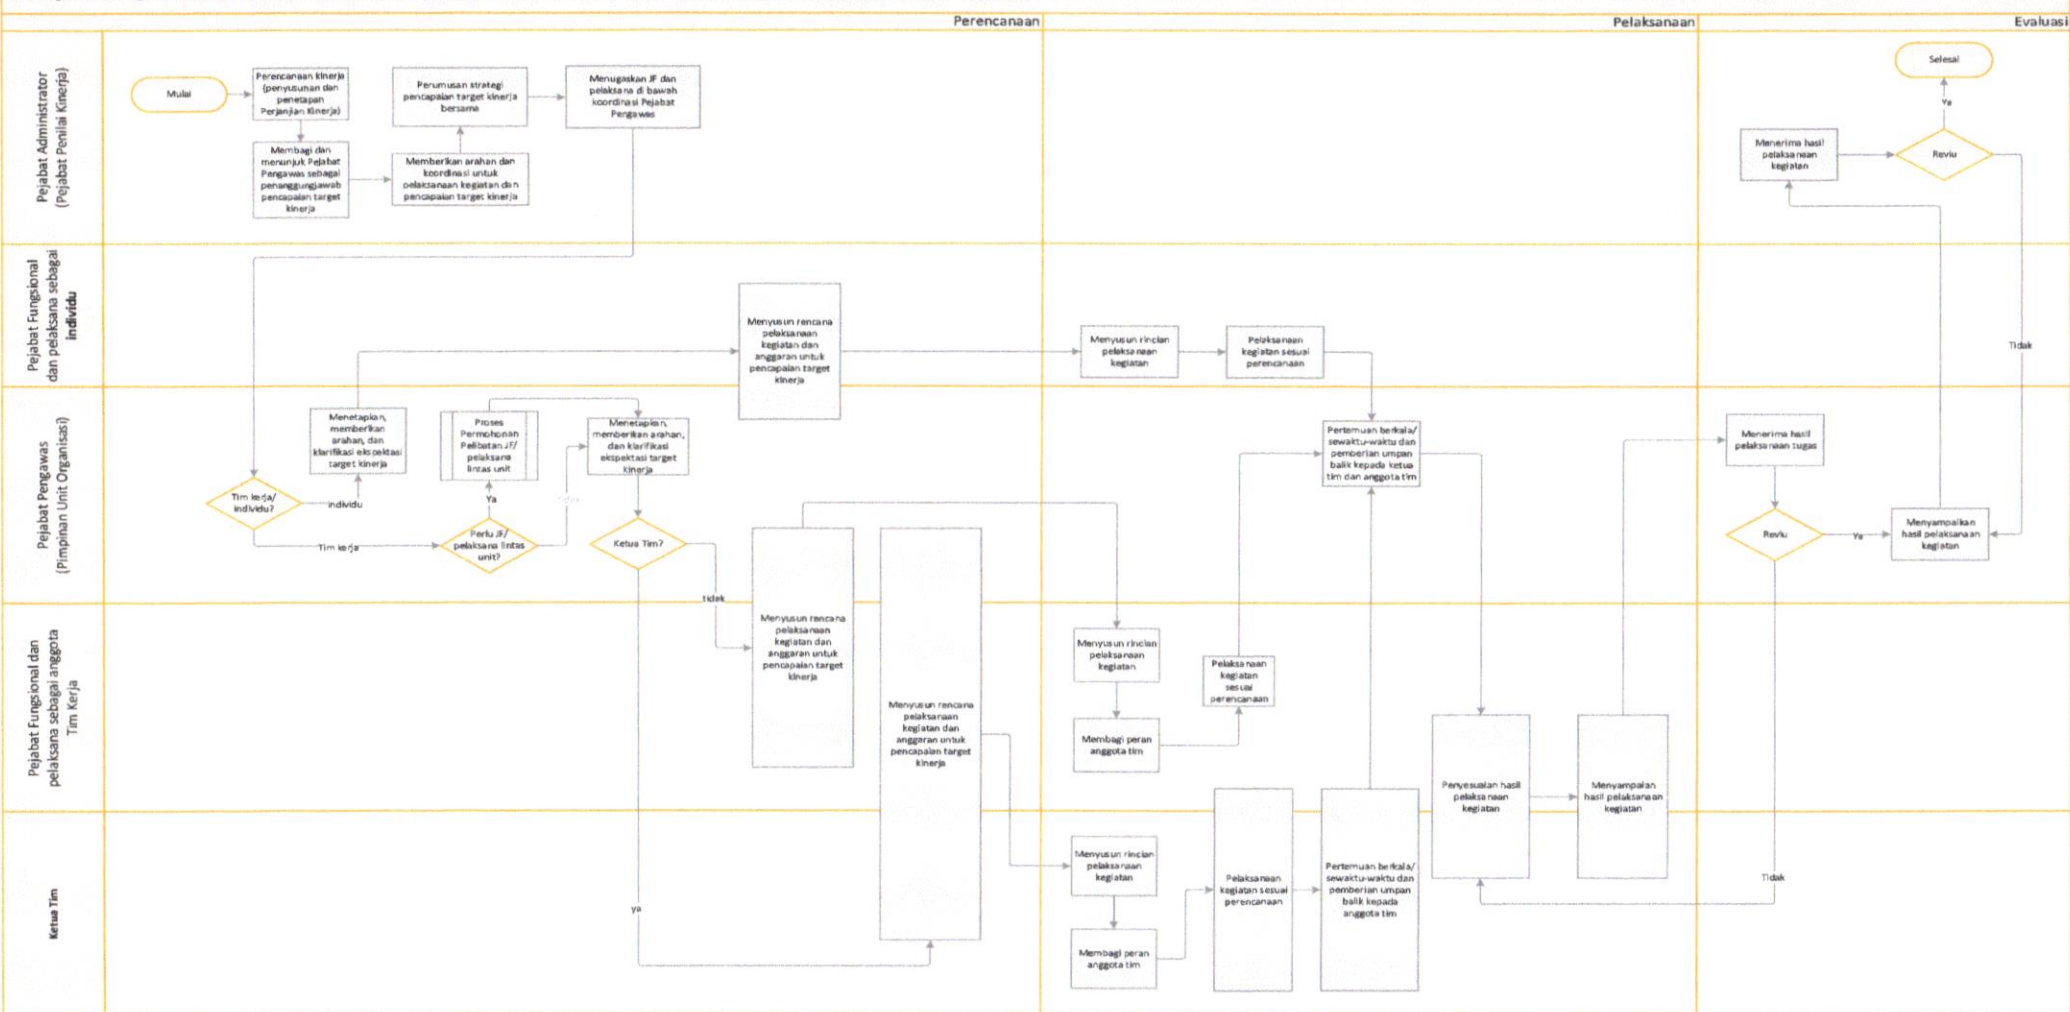 Perencanaan
Pelaksanaan
Evaluasi
Pejabat Administrator
(Pejabat Penilai Kinerja)
Mulai
Perencanaan kinerja
(penyusunan dan
penetapan
Perjanjian Kinerja)
Membagi dan
menunjuk Pejabat
Pengawas sebagai
penanggungjawab
pencapaian target
kinerja
Memberikan arahan dan
koordinasi untuk
pelaksanaan kegiatan dan
pencapaian target kinerja
Perumusan strategi
pencapaian target kinerja
bersama
Menugaskan JF dan
pelaksana di bawah
koordinasi Pejabat
Pengawas
Menerima hasil
pelaksanaan
kegiatan
Reviu
Ya
Selesai
Tidak
Pejabat Fungsional
dan pelaksana sebagai
individu
Menyusun rencana
pelaksanaan
kegiatan dan
anggaran untuk
pencapaian target
kinerja
Menyusun rincian
pelaksanaan
kegiatan
Pelaksanaan
kegiatan sesuai
perencanaan
Pejabat Pengawas
(Pimpinan Unit Organisasi)
Tim kerja/
individu?
individu
Tim kerja
Menetapkan,
memberikan
arahan, dan
klarifikasi ekspektasi
target kinerja
Perlu JF/
pelaksana lintas
unit?
Ya
Tidak
Proses
Permohonan
Pelibatan JF/
pelaksana
lintas unit
Menetapkan,
memberikan arahan,
dan klarifikasi
ekspektasi target
kinerja
Ketua Tim?
tidak
ya
Pertemuan berkala/
sewaktu-waktu dan
pemberian umpan
balik kepada ketua
tim dan anggota tim
Menerima hasil
pelaksanaan tugas
Reviu
Ya
Menyampaikan
hasil pelaksanaan
kegiatan
Tidak
Pejabat Fungsional dan
pelaksana sebagai anggota
Tim Kerja
Menyusun rencana
pelaksanaan
kegiatan dan
anggaran untuk
pencapaian target
kinerja
Menyusun rencana
pelaksanaan
kegiatan dan
anggaran untuk
pencapaian target
kinerja
Menyusun rincian
pelaksanaan
kegiatan
Membagi peran
anggota tim
Pelaksanaan
kegiatan
sesuai
perencanaan
Penyesuaian hasil
pelaksanaan
kegiatan
Menyampaian
hasil pelaksanaan
kegiatan
Ketua Tim
Menyusun rincian
pelaksanaan
kegiatan
Membagi peran
anggota tim
Pelaksanaan
kegiatan sesuai
perencanaan
Pertemuan berkala/
sewaktu-waktu dan
pemberian umpan
balik kepada
anggota tim